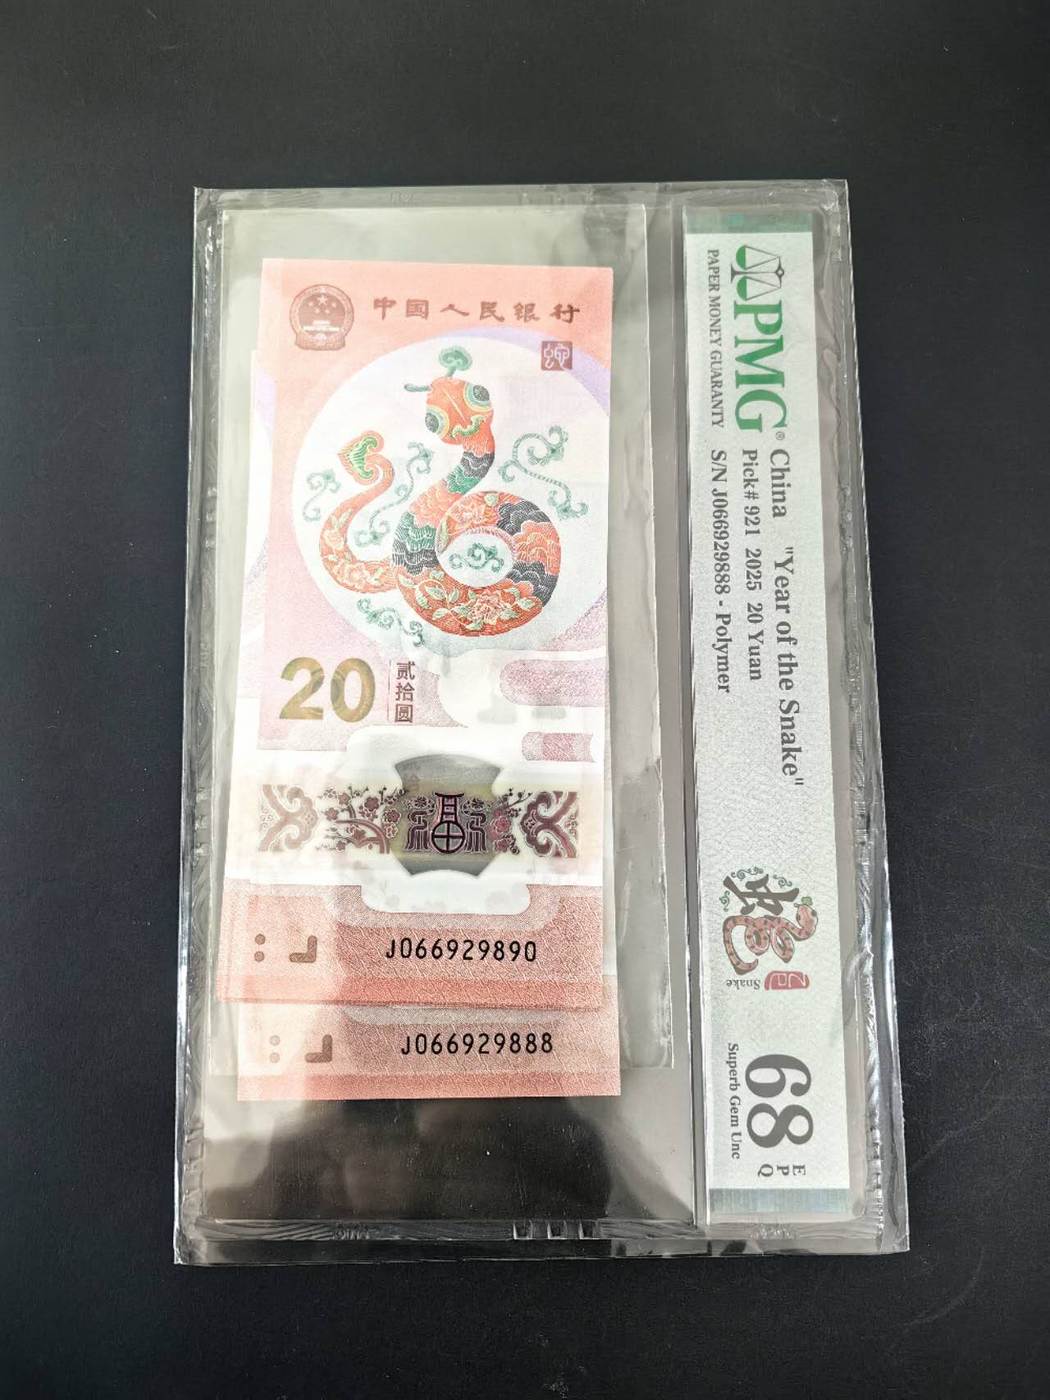 中国人民银行
20
贰拾圆
福
J066929890
J066929888
PMG®
PAPER MONEY GUARANTY
China "Year of the Snake"
Pick# 921 2025 20 Yuan
S/N J066929888 - Polymer
蛇
Snake
68
EPQ
Superb Gem Unc